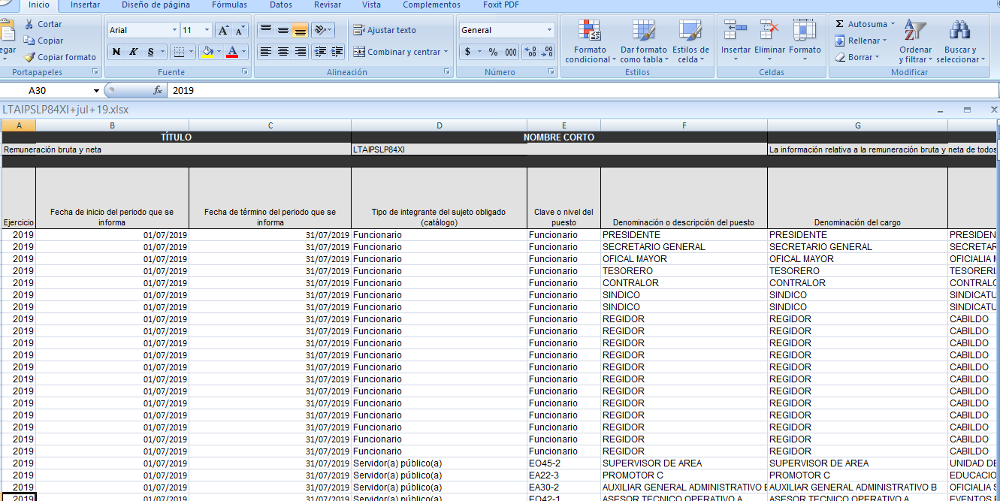 Inicio Insertar Diseño de página Fórmulas Datos Revisar Vista Complementos Foxit PDF
Cortar
Copiar
Copiar formato
Portapapeles
Arial 11
N K S
Fuente
Ajustar texto
Combinar y centrar
Alineación
General
$ % 000
Número
Formato condicional
Dar formato como tabla
Estilos de celda
Estilos
Insertar Eliminar Formato
Celdas
Σ Autosuma
Rellenar
Borrar
Ordenar y filtrar
Buscar y seleccionar
Modificar
A30 fx 2019
LTAIPSLP84XI+jul+19.xlsx
A B C D E F G
TÍTULO NOMBRE CORTO
Remuneración bruta y neta LTAIPSLP84XI La información relativa a la remuneración bruta y neta de todos
Ejercicio Fecha de inicio del periodo que se informa Fecha de término del periodo que se informa Tipo de integrante del sujeto obligado (catálogo) Clave o nivel del puesto Denominación o descripción del puesto Denominación del cargo
2019 01/07/2019 31/07/2019 Funcionario Funcionario PRESIDENTE PRESIDENTE PRESIDEN
2019 01/07/2019 31/07/2019 Funcionario Funcionario SECRETARIO GENERAL SECRETARIO GENERAL SECRETAR
2019 01/07/2019 31/07/2019 Funcionario Funcionario OFICAL MAYOR OFICAL MAYOR OFICIALIA M
2019 01/07/2019 31/07/2019 Funcionario Funcionario TESORERO TESORERO TESORERI
2019 01/07/2019 31/07/2019 Funcionario Funcionario CONTRALOR CONTRALOR CONTRALO
2019 01/07/2019 31/07/2019 Funcionario Funcionario SINDICO SINDICO SINDICATU
2019 01/07/2019 31/07/2019 Funcionario Funcionario SINDICO SINDICO SINDICATU
2019 01/07/2019 31/07/2019 Funcionario Funcionario REGIDOR REGIDOR CABILDO
2019 01/07/2019 31/07/2019 Funcionario Funcionario REGIDOR REGIDOR CABILDO
2019 01/07/2019 31/07/2019 Funcionario Funcionario REGIDOR REGIDOR CABILDO
2019 01/07/2019 31/07/2019 Funcionario Funcionario REGIDOR REGIDOR CABILDO
2019 01/07/2019 31/07/2019 Funcionario Funcionario REGIDOR REGIDOR CABILDO
2019 01/07/2019 31/07/2019 Funcionario Funcionario REGIDOR REGIDOR CABILDO
2019 01/07/2019 31/07/2019 Funcionario Funcionario REGIDOR REGIDOR CABILDO
2019 01/07/2019 31/07/2019 Funcionario Funcionario REGIDOR REGIDOR CABILDO
2019 01/07/2019 31/07/2019 Funcionario Funcionario REGIDOR REGIDOR CABILDO
2019 01/07/2019 31/07/2019 Funcionario Funcionario REGIDOR REGIDOR CABILDO
2019 01/07/2019 31/07/2019 Funcionario Funcionario REGIDOR REGIDOR CABILDO
2019 01/07/2019 31/07/2019 Funcionario Funcionario REGIDOR REGIDOR CABILDO
2019 01/07/2019 31/07/2019 Servidor(a) público(a) EO45-2 SUPERVISOR DE AREA SUPERVISOR DE AREA UNIDAD DE
2019 01/07/2019 31/07/2019 Servidor(a) público(a) EA22-3 PROMOTOR C PROMOTOR C EDUCACIO
2019 01/07/2019 31/07/2019 Servidor(a) público(a) EA30-2 AUXILIAR GENERAL ADMINISTRATIVO AUXILIAR GENERAL ADMINISTRATIVO B OFICIALIA
2019 01/07/2019 31/07/2019 Servidor(a) público(a) EO42-1 ASESOR TECNICO OPERATIVO A ASESOR TECNICO OPERATIVO A EVENTOS